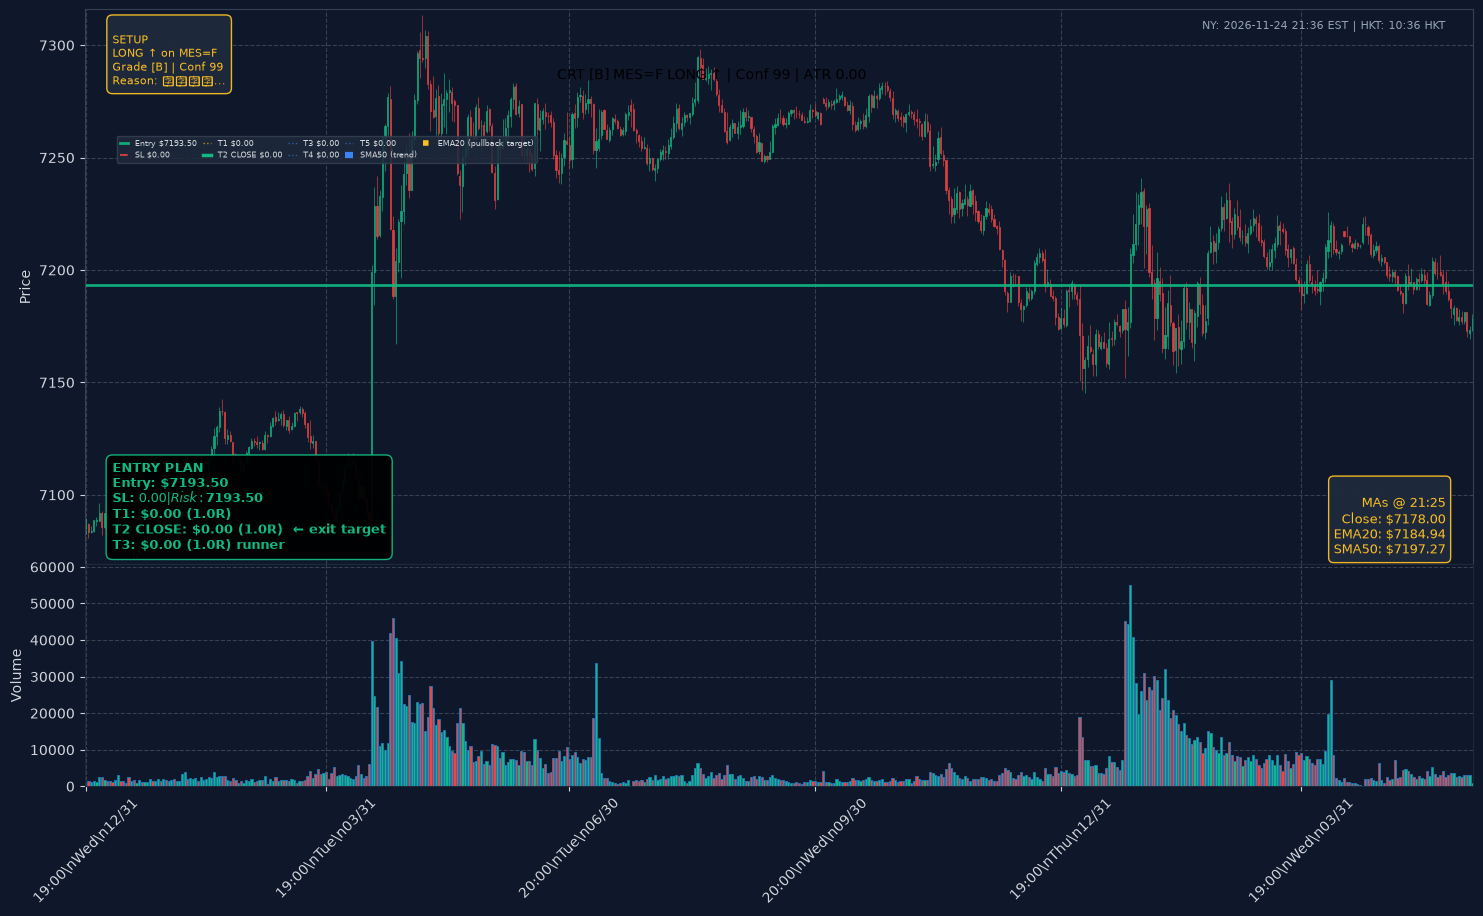 NY: 2026-11-24 21:36 EST | HKT: 10:36 HKT
SETUP
LONG ↑ on MES=F
Grade [B] | Conf 99
Reason: ...
CRT [B] MES=F LONG ↑ | Conf 99 | ATR 0.00
Entry $7193.50 T1 $0.00 T3 $0.00 T5 $0.00 EMA20 (pullback target)
SL $0.00 T2 CLOSE $0.00 T4 $0.00 SMA50 (trend)
Price
7300
7250
7200
7150
7100
ENTRY PLAN
Entry: $7193.50
SL: 0.00|Risk:7193.50
T1: $0.00 (1.0R)
T2 CLOSE: $0.00 (1.0R) ← exit target
T3: $0.00 (1.0R) runner
MAs @ 21:25
Close: $7178.00
EMA20: $7184.94
SMA50: $7197.27
Volume
60000
50000
40000
30000
20000
10000
0
19:00\nWed\n12/31
19:00\nTue\n03/31
20:00\nTue\n06/30
20:00\nWed\n09/30
19:00\nThu\n12/31
19:00\nWed\n03/31